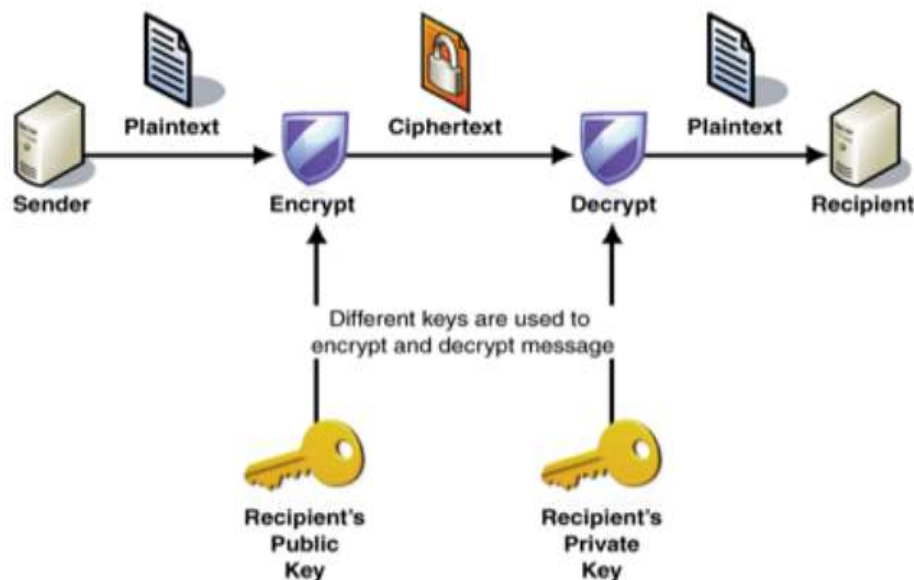 Plaintext
Ciphertext
Plaintext
Sender
Encrypt
Decrypt
Recipient
Different keys are used to
encrypt and decrypt message
Recipient's
Public
Key
Recipient's
Private
Key